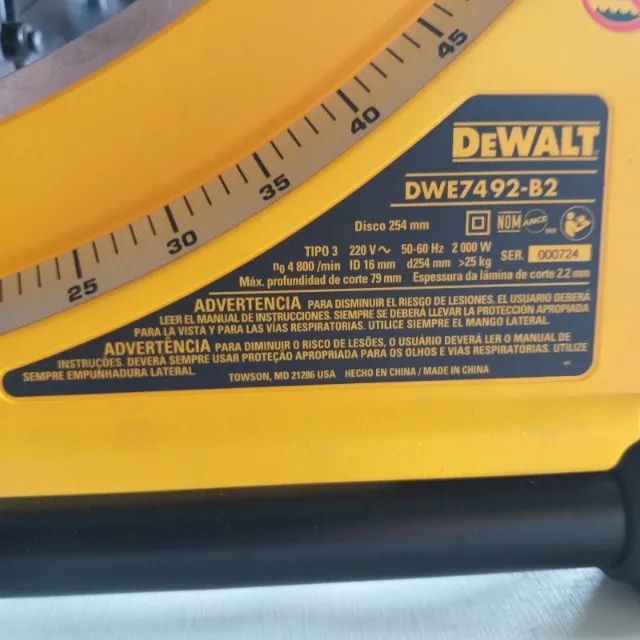 45
40
35
30
25
DEWALT
DWE7492-B2
Disco 254 mm
NOM
ANCE
TIPO 3 220 V~ 50-60 Hz 2 000 W SER. 000724
n0 4 800/min ID 16 mm d254 mm >25 kg
Máx. profundidad de corte 79 mm Espessura da lâmina de corte 2.2 mm
ADVERTENCIA PARA DISMINUIR EL RIESGO DE LESIONES, EL USUARIO DEBERÁ
LEER EL MANUAL DE INSTRUCCIONES. SIEMPRE SE DEBERÁ LLEVAR LA PROTECCIÓN APROPIADA
PARA LA VISTA Y PARA LAS VÍAS RESPIRATORIAS. UTILICE SIEMPRE EL MANGO LATERAL.
ADVERTÊNCIA PARA DIMINUIR O RISCO DE LESÕES, O USUÁRIO DEVERÁ LER O MANUAL DE
INSTRUÇÕES. DEVERÁ SEMPRE USAR PROTEÇÃO APROPRIADA PARA OS OLHOS E VIAS RESPIRATÓRIAS. UTILIZE
SEMPRE EMPUNHADURA LATERAL
TOWSON, MD 21286 USA HECHO EN CHINA / MADE IN CHINA